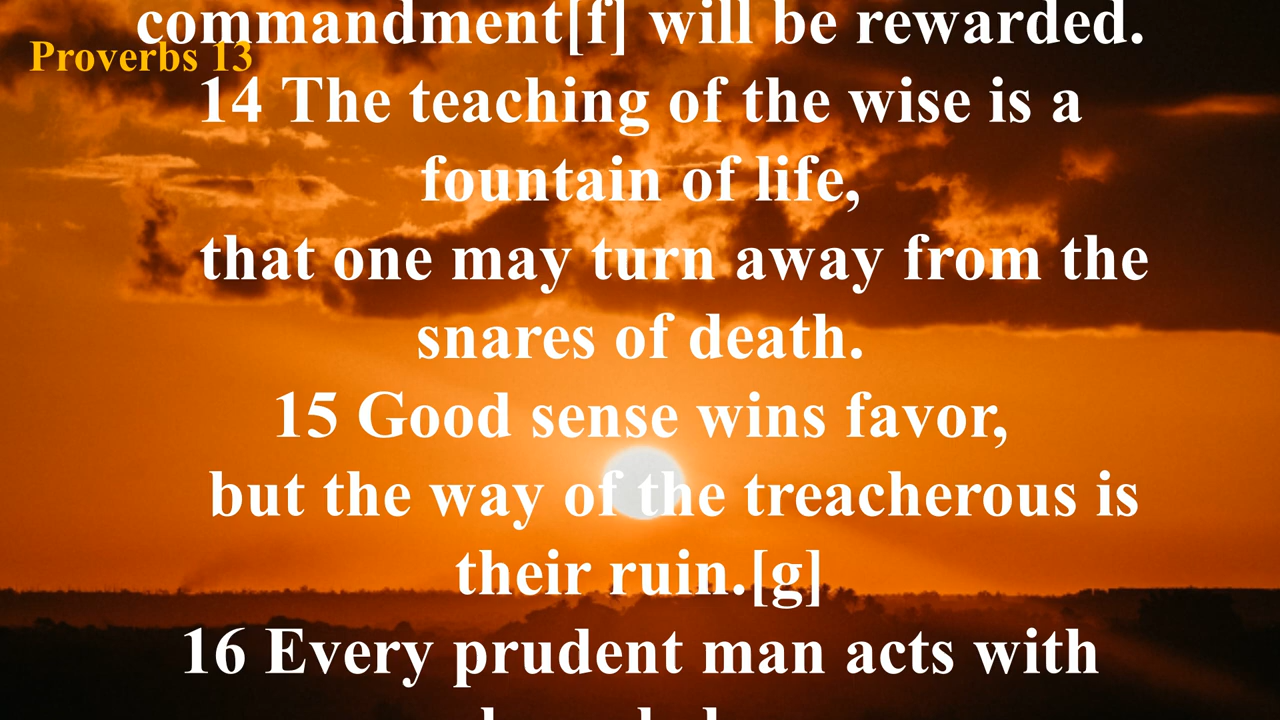 commandment[f] will be rewarded.
Proverbs 13
14 The teaching of the wise is a
fountain of life,
that one may turn away from the
snares of death.
15 Good sense wins favor,
but the way of the treacherous is
their ruin.[g]
16 Every prudent man acts with